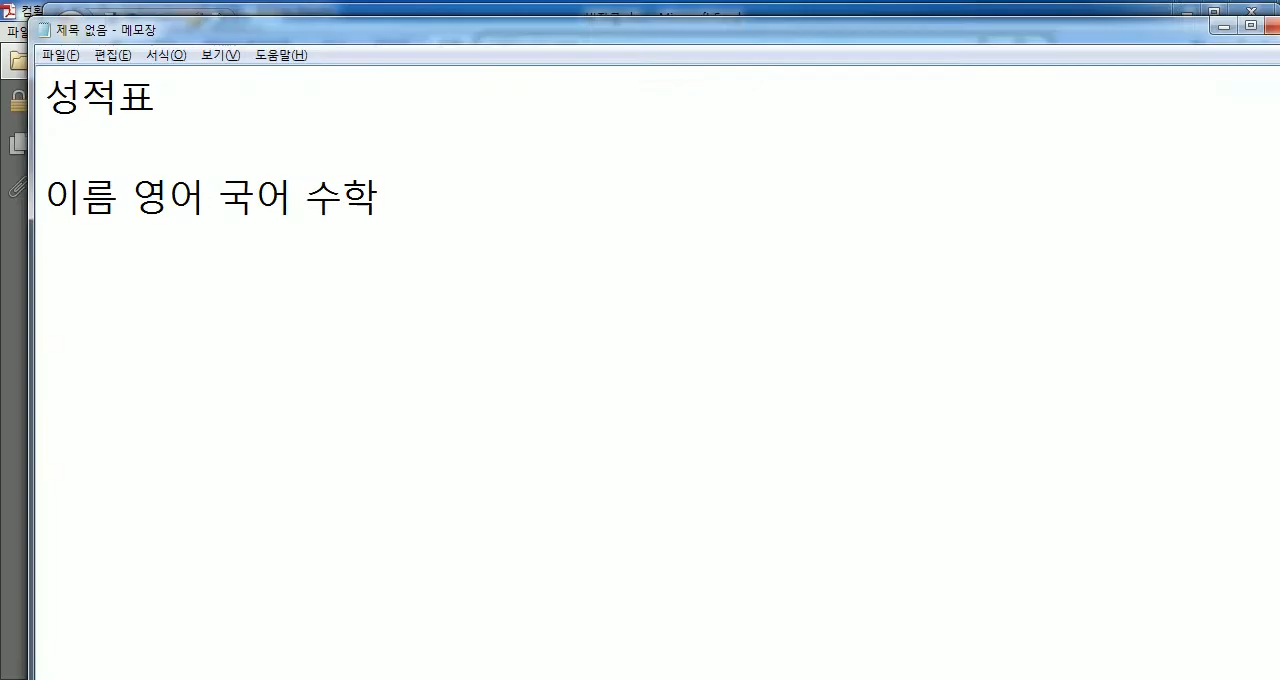 제목 없음 - 메모장
파일(F) 편집(E) 서식(O) 보기(V) 도움말(H)
성적표
이름 영어 국어 수학